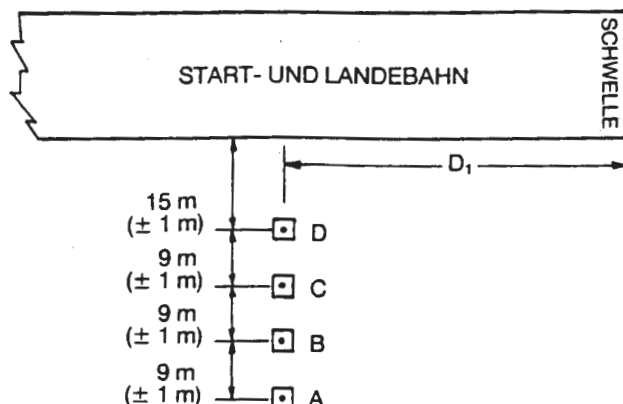 START- UND LANDEBAHN
SCHWELLE
D₁
15 m
(± 1 m)
D
9 m
(± 1 m)
C
9 m
(± 1 m)
B
9 m
(± 1 m)
A